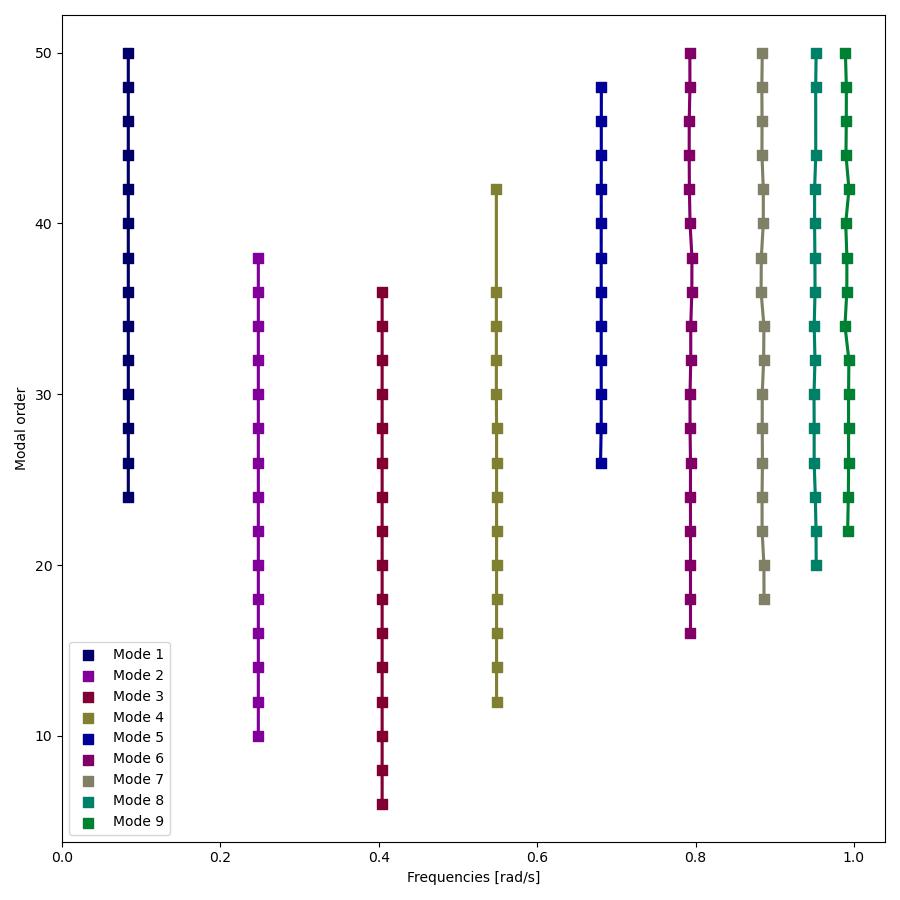 50
40
30
20
10
Modal order
Mode 1
Mode 2
Mode 3
Mode 4
Mode 5
Mode 6
Mode 7
Mode 8
Mode 9
0.0 0.2 0.4 0.6 0.8 1.0
Frequencies [rad/s]